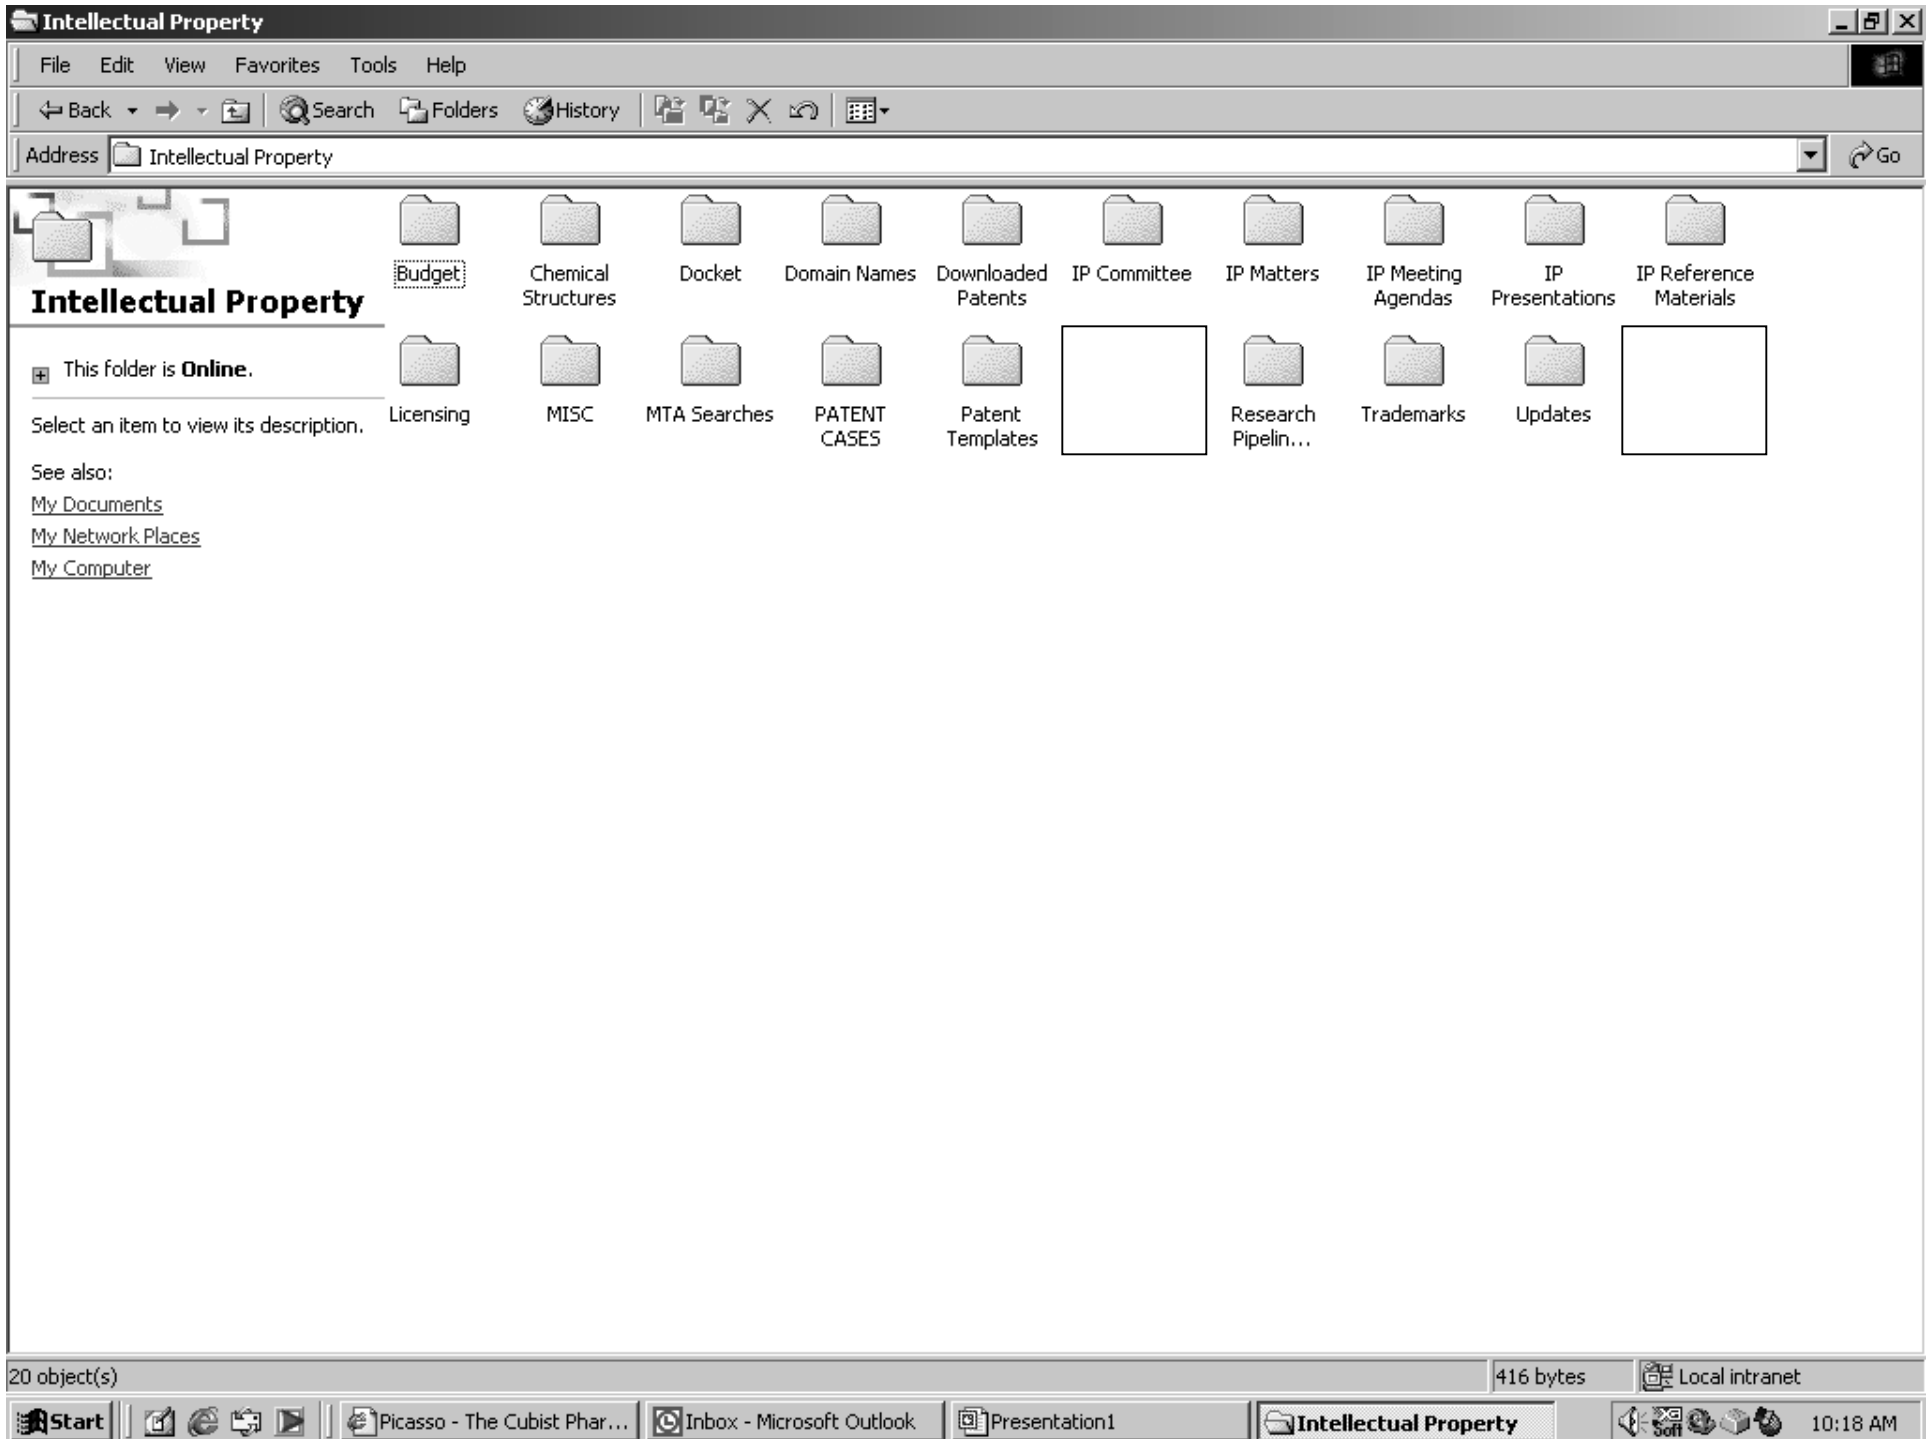 Intellectual Property
File Edit View Favorites Tools Help
Back Search Folders History
Address Intellectual Property Go
Intellectual Property
This folder is Online.
Select an item to view its description.
See also:
My Documents
My Network Places
My Computer
Budget
Chemical
Structures
Docket
Domain Names
Downloaded
Patents
IP Committee
IP Matters
IP Meeting
Agendas
IP
Presentations
IP Reference
Materials
Licensing
MISC
MTA Searches
PATENT
CASES
Patent
Templates
Research
Pipelin...
Trademarks
Updates
20 object(s) 416 bytes Local intranet
Start Picasso - The Cubist Phar... Inbox - Microsoft Outlook Presentation1 Intellectual Property 10:18 AM